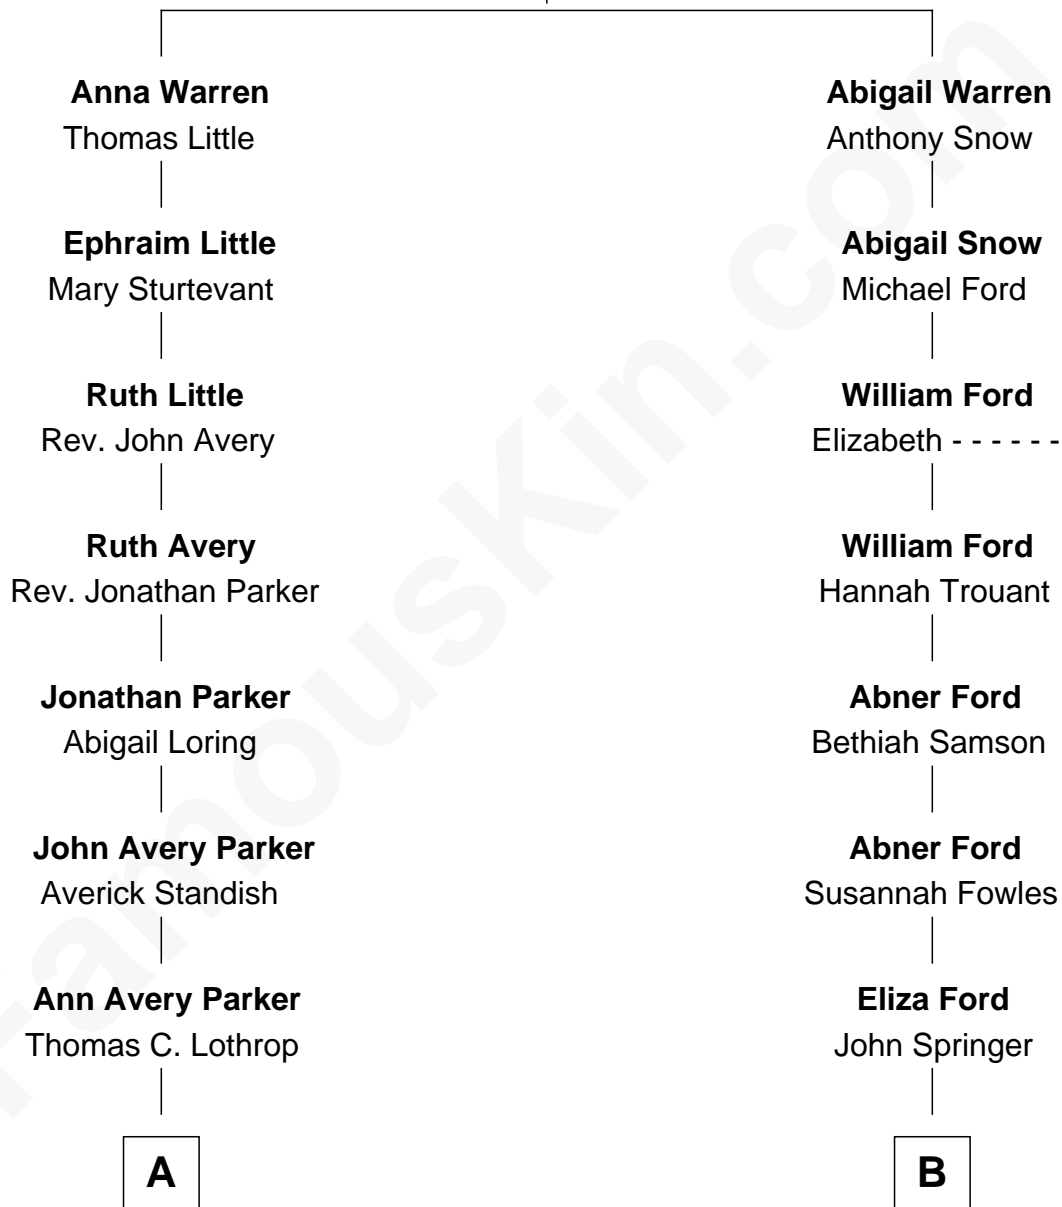 Anna Warren
Thomas Little
Ephraim Little
Mary Sturtevant
Ruth Little
Rev. John Avery
Ruth Avery
Rev. Jonathan Parker
Jonathan Parker
Abigail Loring
John Avery Parker
Averick Standish
Ann Avery Parker
Thomas C. Lothrop
A
Abigail Warren
Anthony Snow
Abigail Snow
Michael Ford
William Ford
Elizabeth - - - - - -
William Ford
Hannah Trouant
Abner Ford
Bethiah Samson
Abner Ford
Susannah Fowles
Eliza Ford
John Springer
B
FamousKin.com